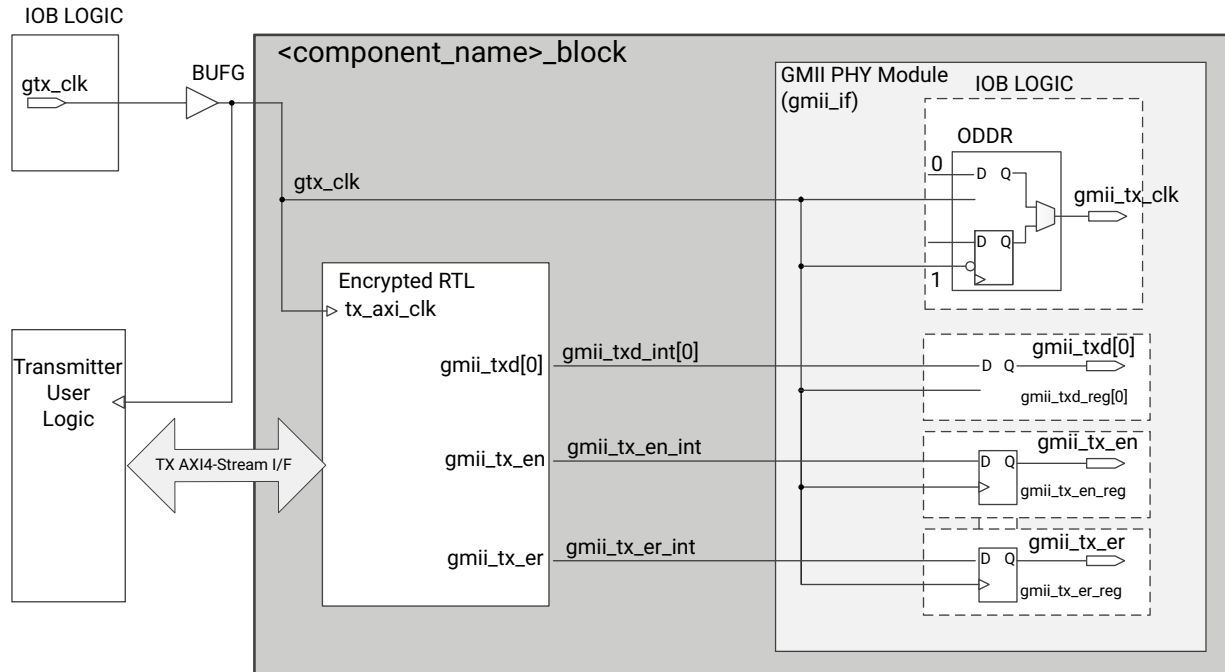 IOB LOGIC
gtx_clk
BUFG
<component_name>_block
GMII PHY Module
(gmii_if)
IOB LOGIC
ODDR
0
D Q
gmii_tx_clk
D Q
1
gtx_clk
Encrypted RTL
tx_axi_clk
gmii_txd[0]
gmii_tx_en
gmii_tx_er
Transmitter
User
Logic
TX AXI4-Stream I/F
gmii_txd_int[0]
gmii_tx_en_int
gmii_tx_er_int
gmii_txd[0]
D Q
gmii_txd_reg[0]
gmii_tx_en
D Q
gmii_tx_en_reg
gmii_tx_er
D Q
gmii_tx_er_reg